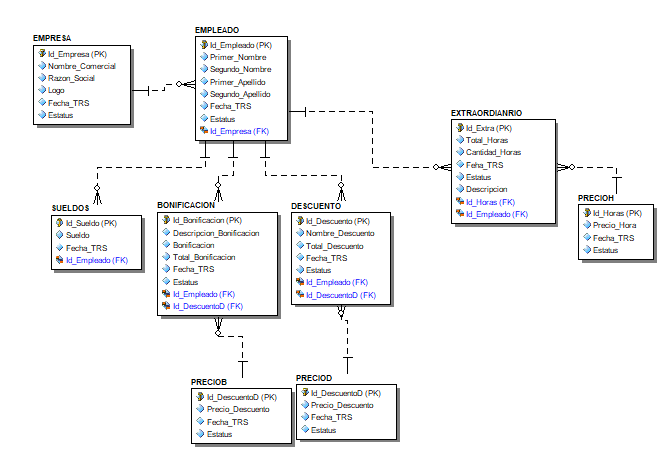 EMPRESA
Id_Empresa (PK)
Nombre_Comercial
Razon_Social
Logo
Fecha_TRS
Estatus
EMPLEADO
Id_Empleado (PK)
Primer_Nombre
Segundo_Nombre
Primer_Apellido
Segundo_Apellido
Fecha_TRS
Estatus
Id_Empresa (FK)
EXTRAORDIANRIO
Id_Extra (PK)
Total_Horas
Cantidad_Horas
Feha_TRS
Estatus
Descripcion
Id_Horas (FK)
Id_Empleado (FK)
PRECIOH
Id_Horas (PK)
Precio_Hora
Fecha_TRS
Estatus
SUELDOS
Id_Sueldo (PK)
Sueldo
Fecha_TRS
Id_Empleado (FK)
BONIFICACION
Id_Bonificacion (PK)
Descripcion_Bonificacion
Bonificacion
Total_Bonificacion
Fecha_TRS
Estatus
Id_Empleado (FK)
Id_DescuentoD (FK)
DESCUENTO
Id_Descuento (PK)
Nombre_Descuento
Total_Descuento
Fecha_TRS
Estatus
Id_Empleado (FK)
Id_DescuentoD (FK)
PRECIOB
Id_DescuentoD (PK)
Precio_Descuento
Fecha_TRS
Estatus
PRECIOD
Id_DescuentoD (PK)
Precio_Descuento
Fecha_TRS
Estatus